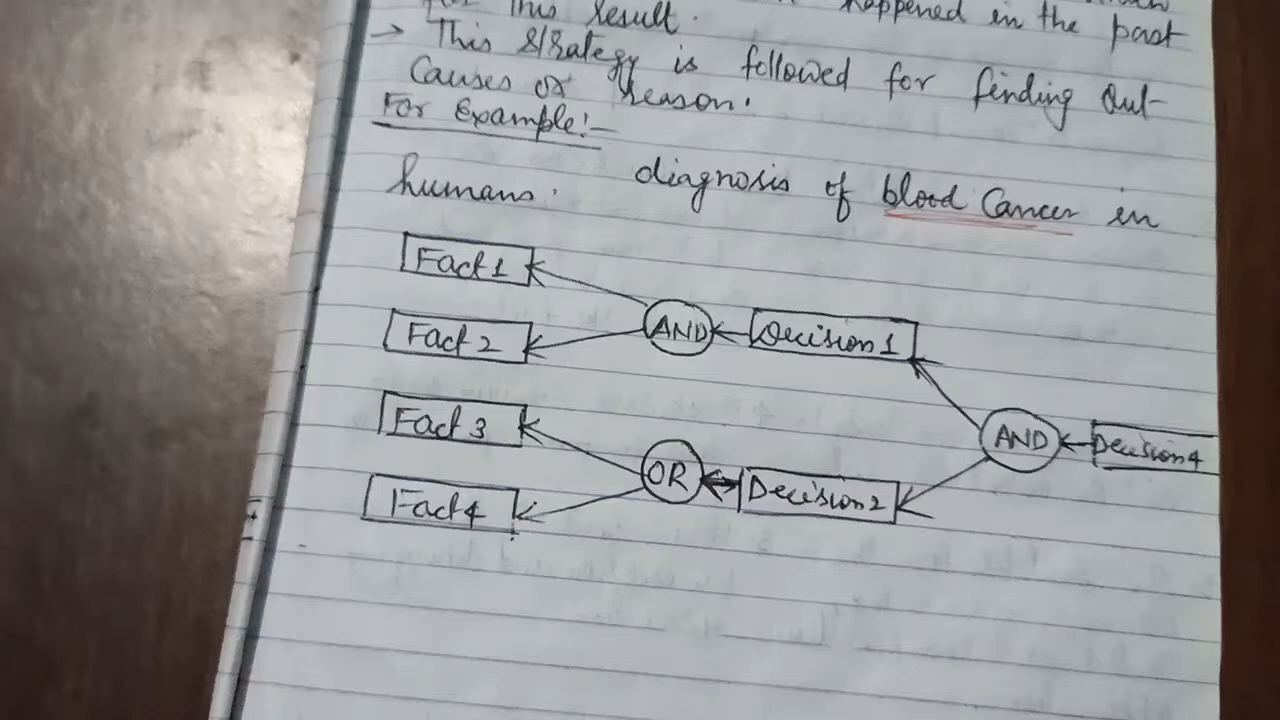 for this result. happened in the past
→ This strategy is followed for finding out
Causes or reason.
For Example:-
diagnosis of blood Cancer in
humans.
Fact 1
Fact 2
AND
Decision 1
Fact 3
AND
Decision 4
OR
Decision 2
Fact 4